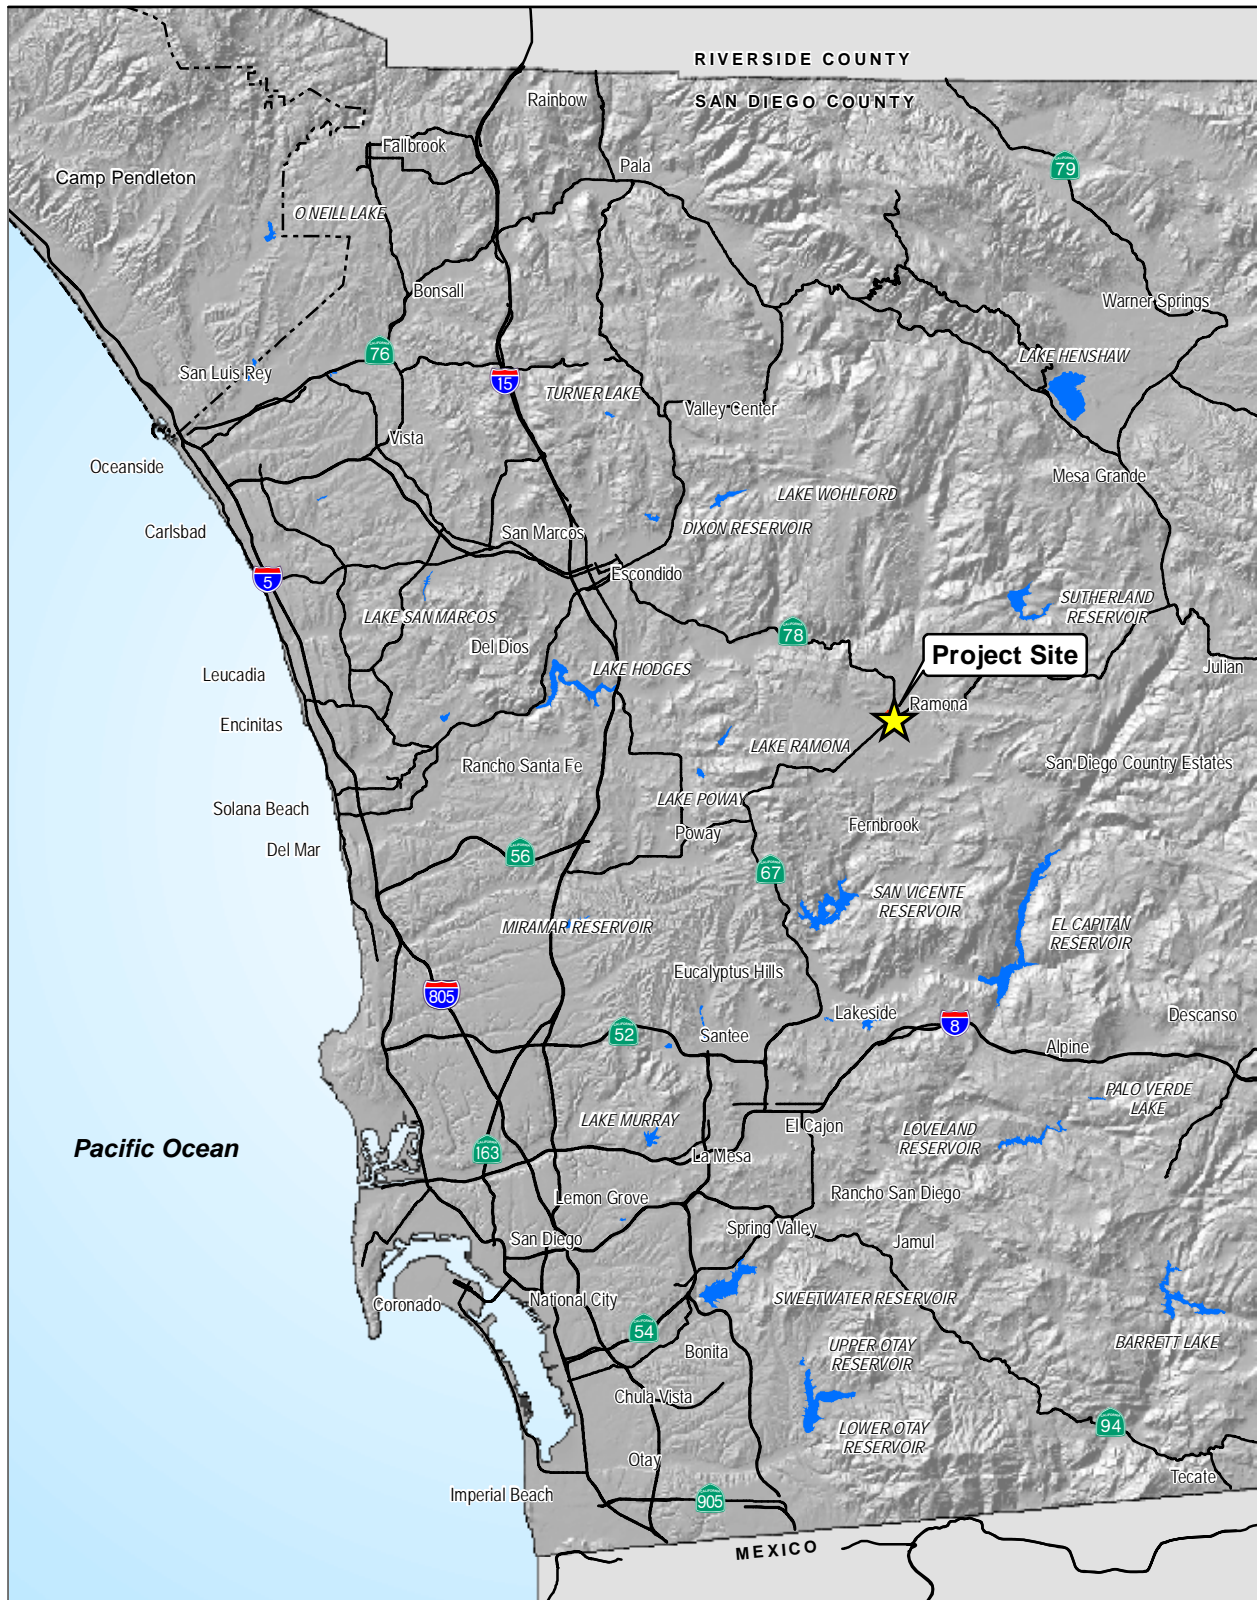 RIVERSIDE COUNTY
SAN DIEGO COUNTY
Rainbow
Fallbrook
Pala
79
Camp Pendleton
O NEILL LAKE
Bonsall
Warner Springs
76
San Luis Rey
15
LAKE HENSHAW
TURNER LAKE
Valley Center
Vista
Oceanside
Mesa Grande
LAKE WOHLFORD
Carlsbad
San Marcos
DIXON RESERVOIR
5
Escondido
SUTHERLAND
RESERVOIR
LAKE SAN MARCOS
78
Del Dios
LAKE HODGES
Project Site
Julian
Leucadia
Ramona
Encinitas
LAKE RAMONA
Rancho Santa Fe
San Diego Country Estates
LAKE POWAY
Solana Beach
Poway
Fernbrook
Del Mar
56
67
SAN VICENTE
RESERVOIR
MIRAMAR RESERVOIR
EL CAPITAN
RESERVOIR
Eucalyptus Hills
805
Lakeside
Descanso
52
Santee
8
Alpine
PALO VERDE
LAKE
LAKE MURRAY
El Cajon
LOVELAND
RESERVOIR
Pacific Ocean
163
La Mesa
Lemon Grove
Rancho San Diego
Spring Valley
San Diego
Jamul
Coronado
National City
SWEETWATER RESERVOIR
54
Bonita
UPPER OTAY
RESERVOIR
BARRETT LAKE
Chula Vista
LOWER OTAY
RESERVOIR
94
Otay
Tecate
Imperial Beach
905
MEXICO